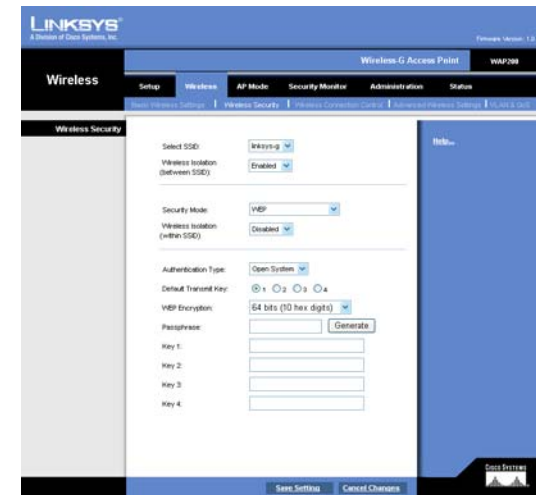 LINKSYS®
A Division of Cisco Systems, Inc.
Firmware Version: 1.0
Wireless-G Access Point
WAP200
Wireless
Setup Wireless AP Mode Security Monitor Administration Status
Basic Wireless Settings | Wireless Security | Wireless Connection Control | Advanced Wireless Settings | VLAN & QoS
Wireless Security
Help...
Select SSID: linksys-g
Wireless Isolation
(between SSID): Enabled
Security Mode: WEP
Wireless Isolation
(within SSID): Disabled
Authentication Type: Open System
Default Transmit Key: 1 2 3 4
WEP Encryption: 64 bits (10 hex digits)
Passphrase: Generate
Key 1:
Key 2:
Key 3:
Key 4:
CISCO SYSTEMS
Save Setting Cancel Changes